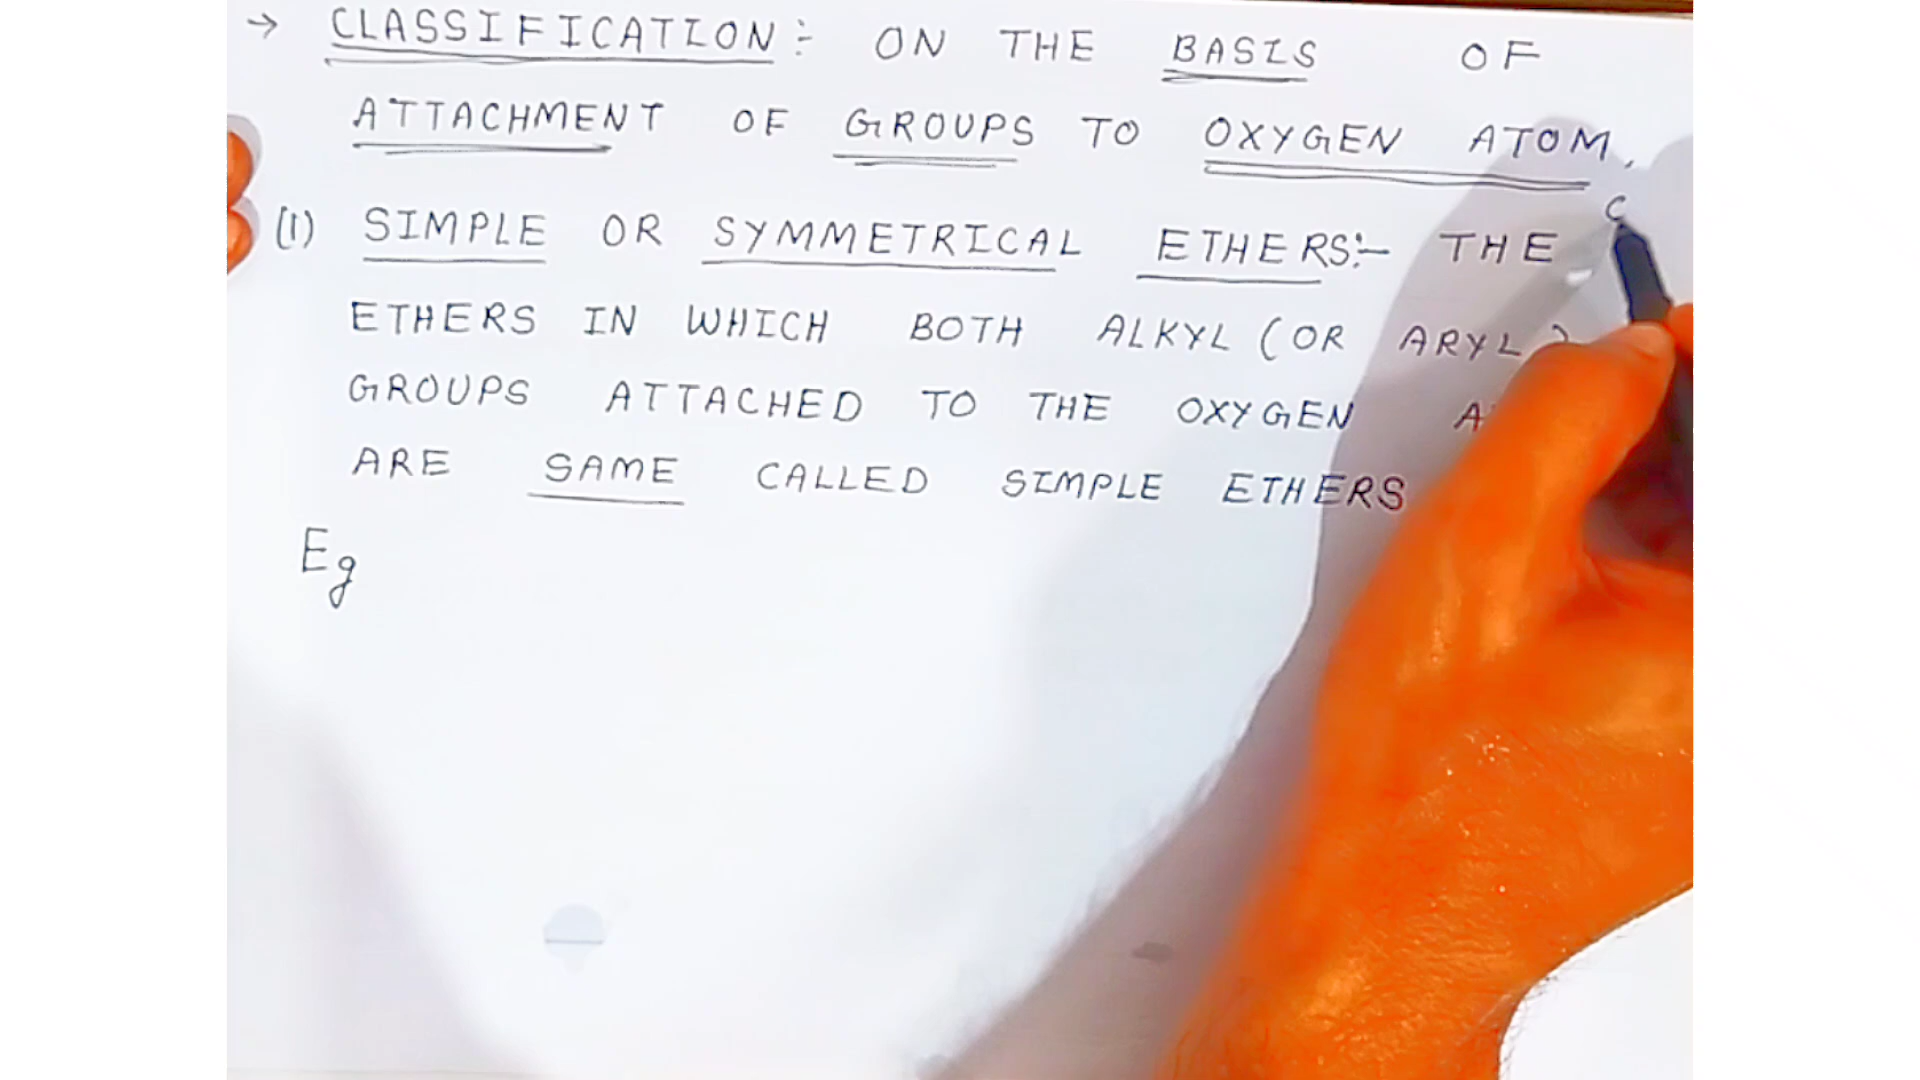 → CLASSIFICATION:- ON THE BASIS OF
ATTACHMENT OF GROUPS TO OXYGEN ATOM.
C
(1) SIMPLE OR SYMMETRICAL ETHERS:- THE
ETHERS IN WHICH BOTH ALKYL (OR ARYL)
GROUPS ATTACHED TO THE OXYGEN
ARE SAME CALLED SIMPLE ETHERS
Eg